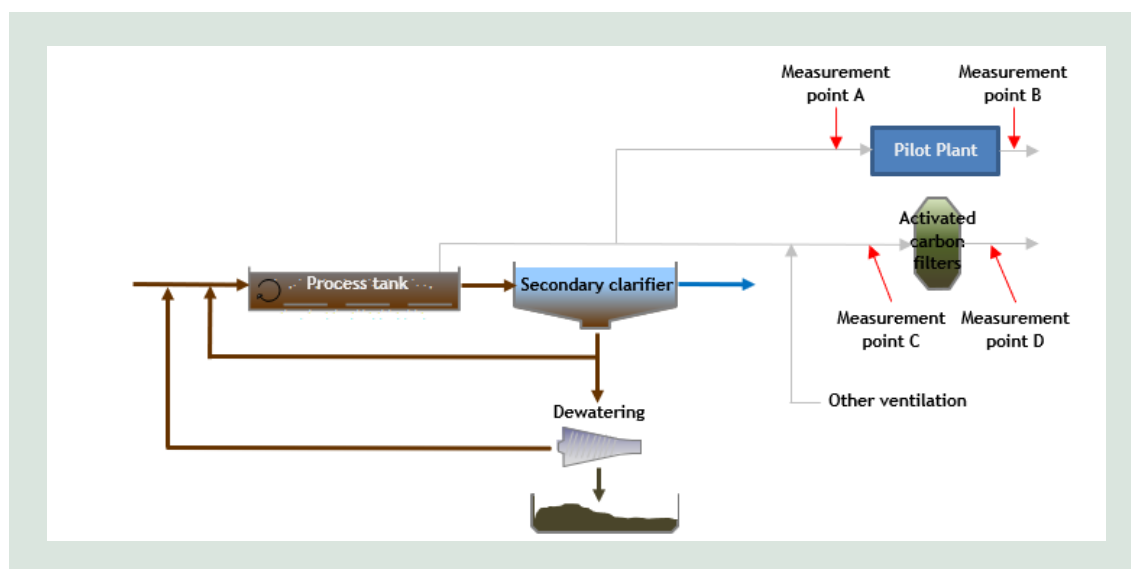 Measurement
point A
Measurement
point B
Pilot Plant
Activated
carbon
filters
Process tank
Secondary clarifier
Measurement
point C
Measurement
point D
Other ventilation
Dewatering